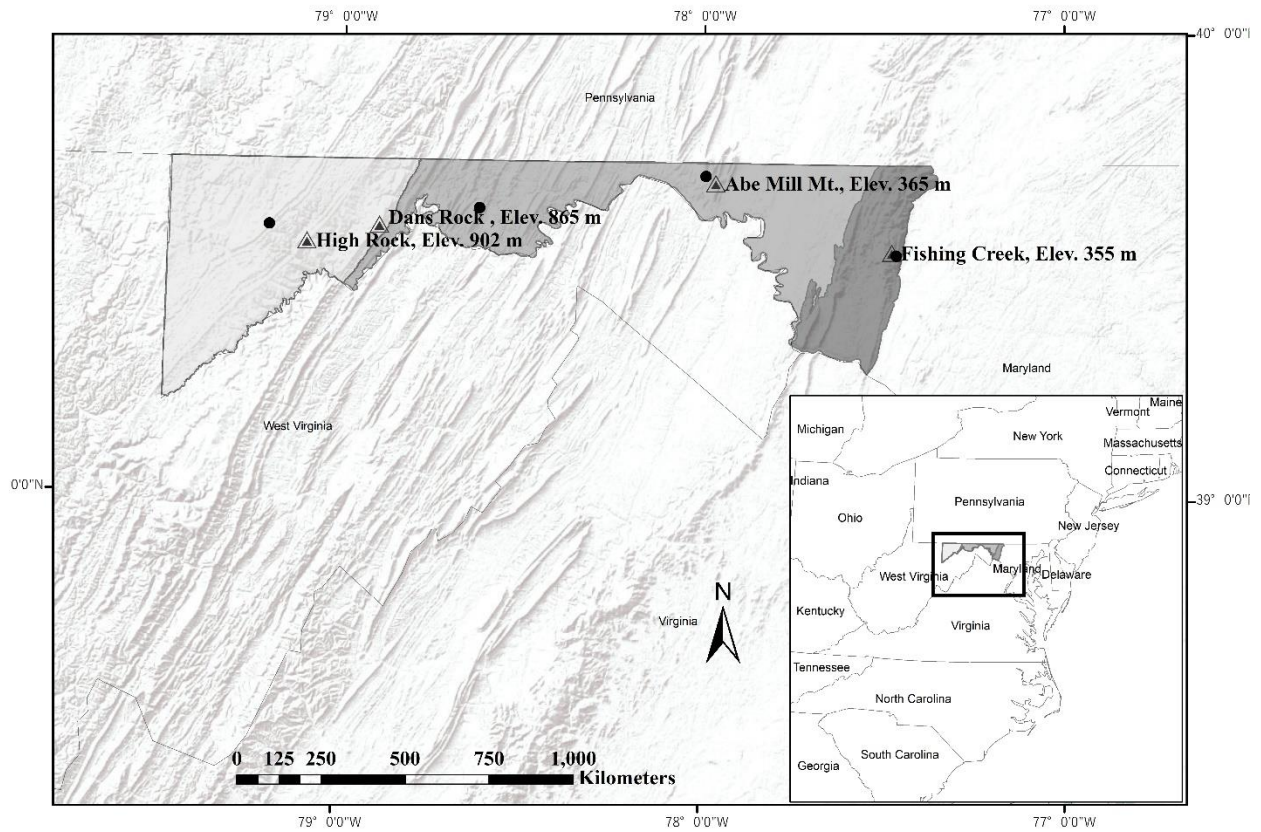 79° 0'0"W
78° 0'0"W
77° 0'0"W
40° 0'0"N
Pennsylvania
Abe Mill Mt., Elev. 365 m
Dans Rock , Elev. 865 m
High Rock, Elev. 902 m
Fishing Creek, Elev. 355 m
Maryland
West Virginia
Virginia
N
0'0"N
39° 0'0"N
0 125 250 500 750 1,000
Kilometers
Michigan
Vermont
Maine
New York
Massachusetts
Connecticut
Indiana
Pennsylvania
Ohio
New Jersey
West Virginia
Maryland
Delaware
Kentucky
Virginia
Tennessee
North Carolina
South Carolina
Georgia
79° 0'0"W
78° 0'0"W
77° 0'0"W